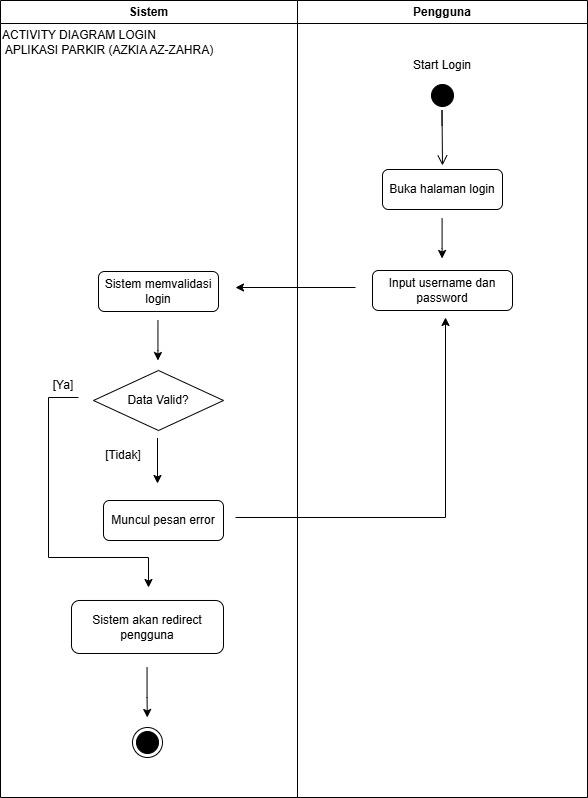 Sistem
Pengguna
ACTIVITY DIAGRAM LOGIN
APLIKASI PARKIR (AZKIA AZ-ZAHRA)
Start Login
Buka halaman login
Input username dan
password
Sistem memvalidasi
login
Data Valid?
[Ya]
[Tidak]
Muncul pesan error
Sistem akan redirect
pengguna